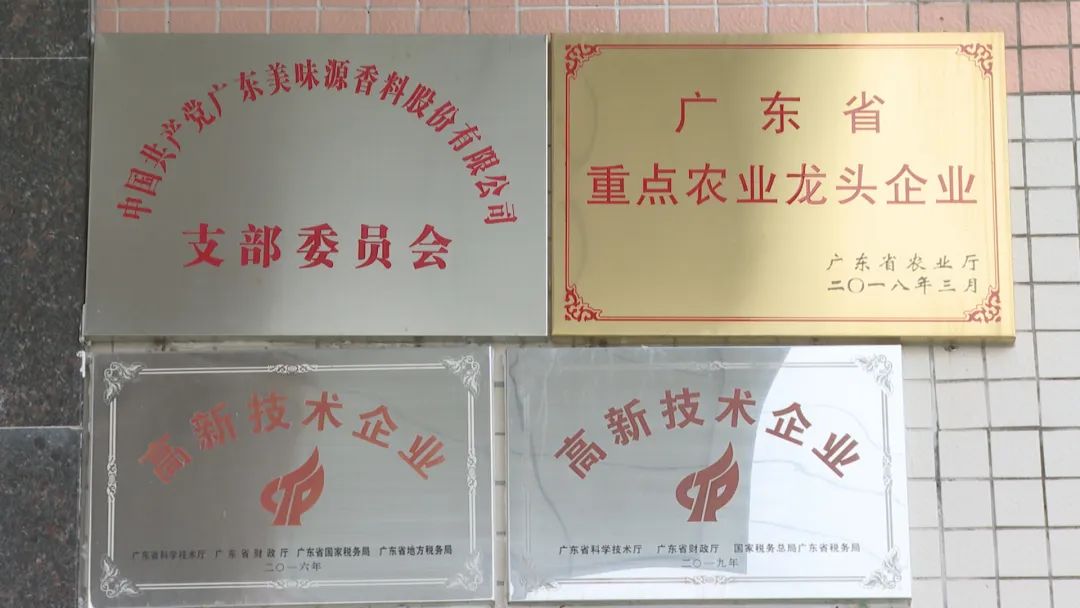 中国共产党广东美味源香料股份有限公司
支部委员会
广东省
重点农业龙头企业
广东省农业厅
二〇一八年三月
高新技术企业
广东省科学技术厅 广东省财政厅 广东省国家税务局 广东省地方税务局
二〇一六年
高新技术企业
广东省科学技术厅 广东省财政厅 国家税务总局广东省税务局
二〇一九年